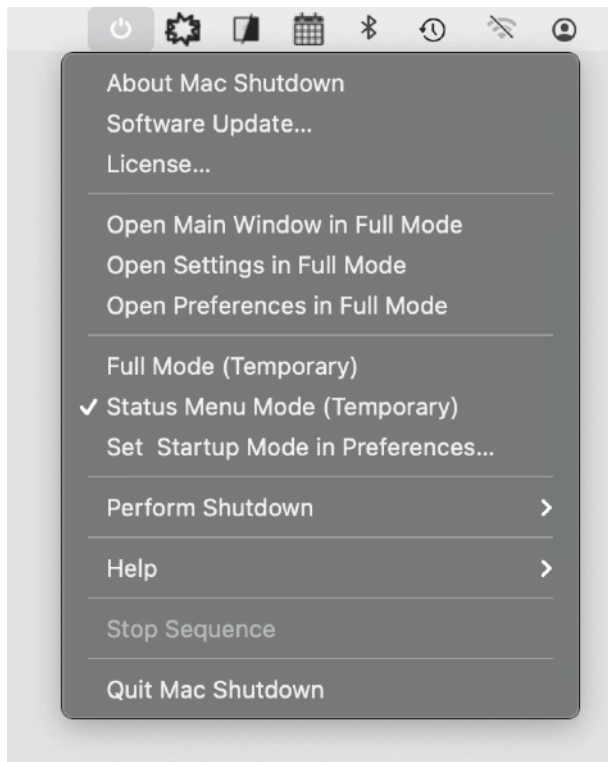 About Mac Shutdown
Software Update...
License...
Open Main Window in Full Mode
Open Settings in Full Mode
Open Preferences in Full Mode
Full Mode (Temporary)
Status Menu Mode (Temporary)
Set  Startup Mode in Preferences...
Perform Shutdown
Help
Stop Sequence
Quit Mac Shutdown